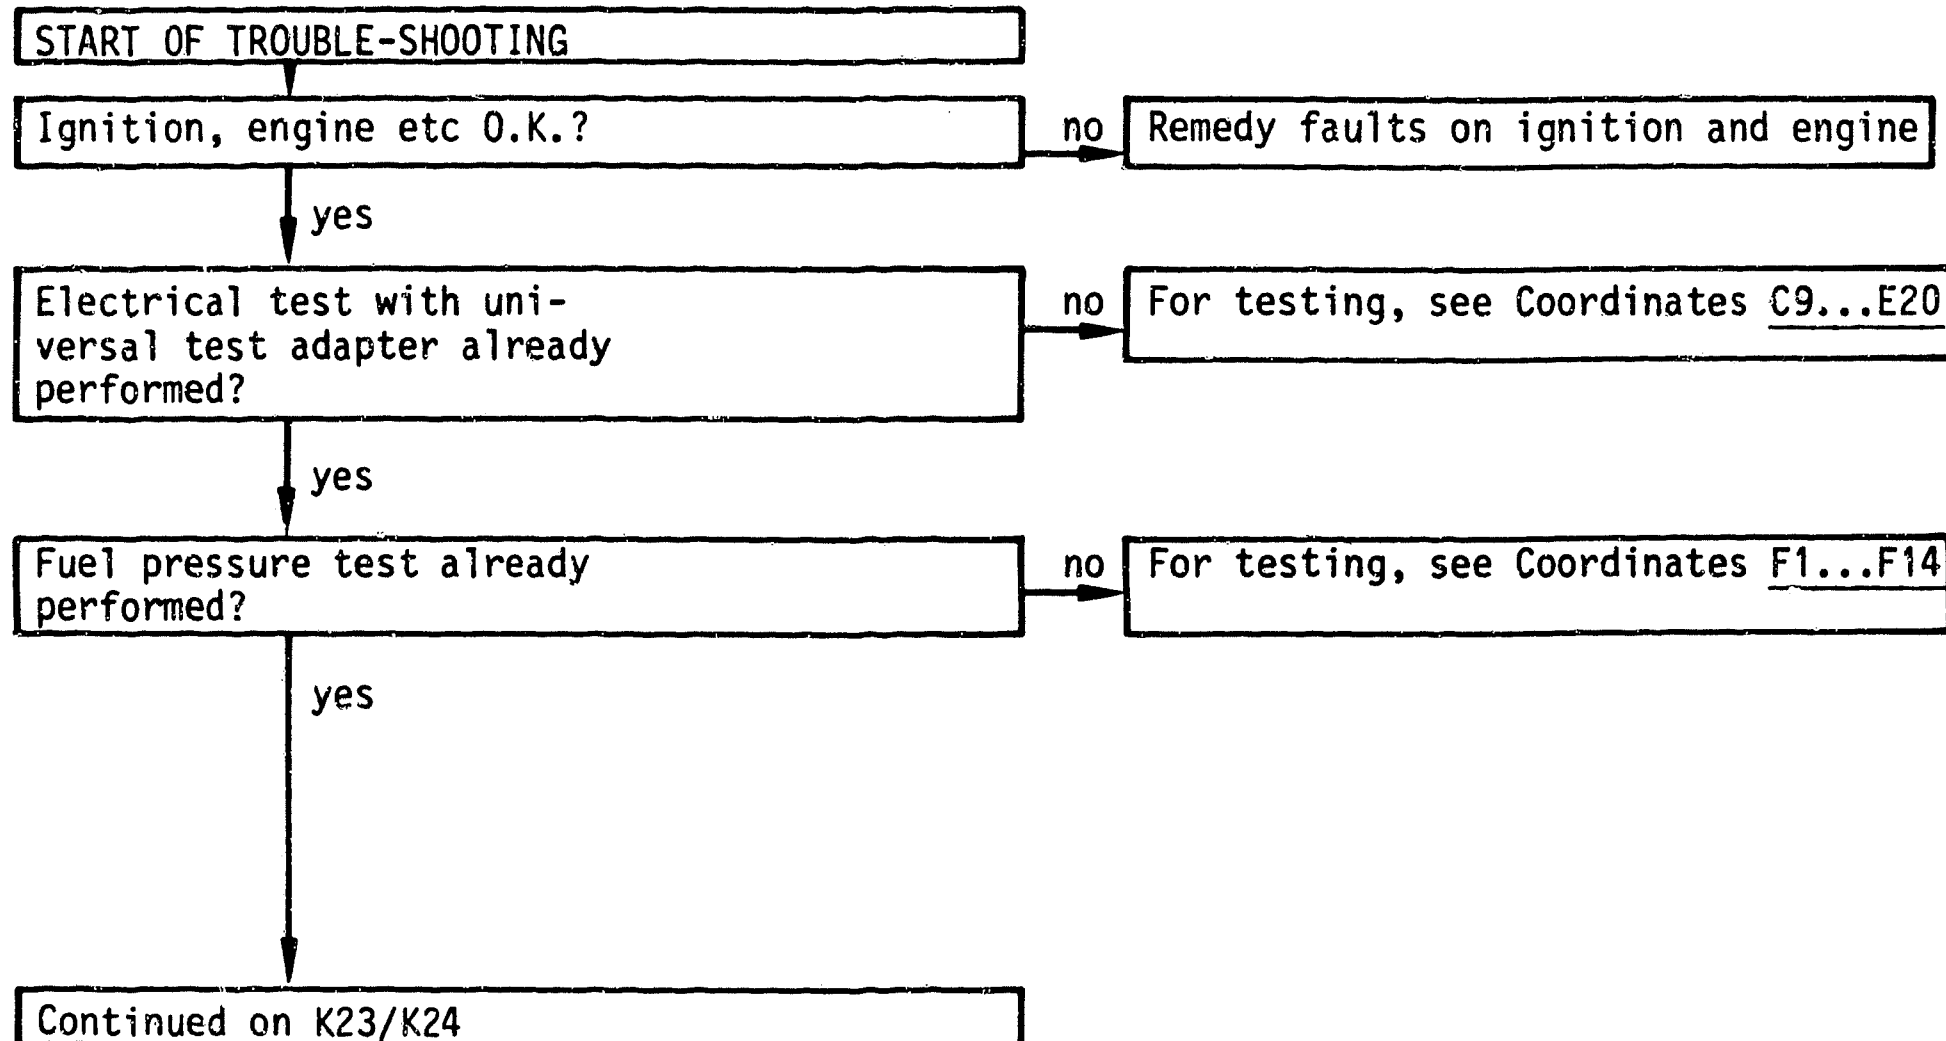 START OF TROUBLE-SHOOTING
Ignition, engine etc O.K.?
no
Remedy faults on ignition and engine
yes
Electrical test with uni-
versal test adapter already
performed?
no
For testing, see Coordinates C9...E20
yes
Fuel pressure test already
performed?
no
For testing, see Coordinates F1...F14
yes
Continued on K23/K24